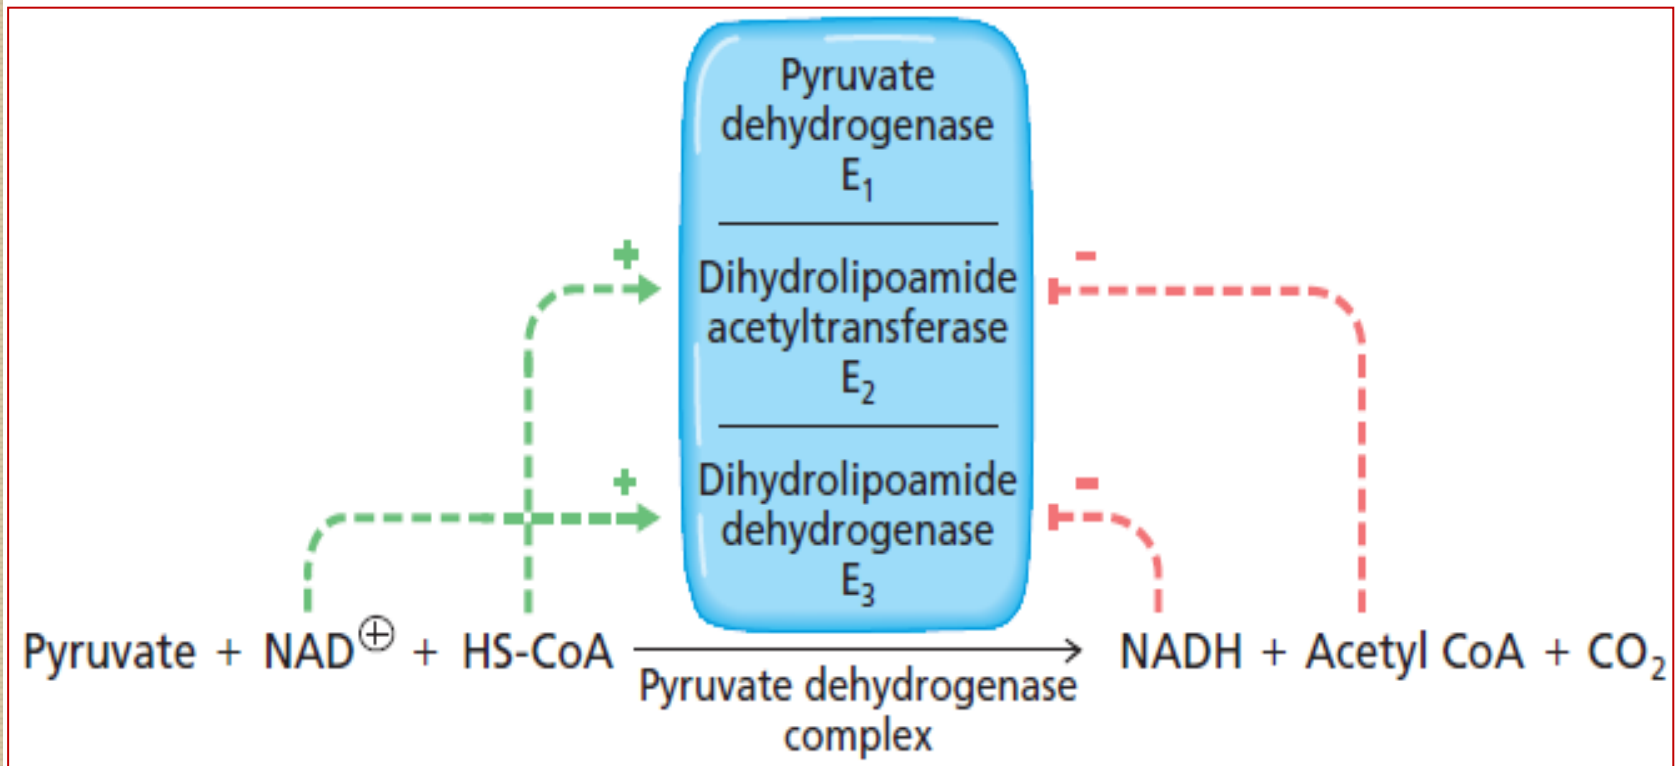 Pyruvate
dehydrogenase
E₁
+
-
Dihydrolipoamide
acetyltransferase
E₂
+
-
Dihydrolipoamide
dehydrogenase
E₃
Pyruvate + NAD⊕ + HS-CoA → NADH + Acetyl CoA + CO₂
Pyruvate dehydrogenase
complex